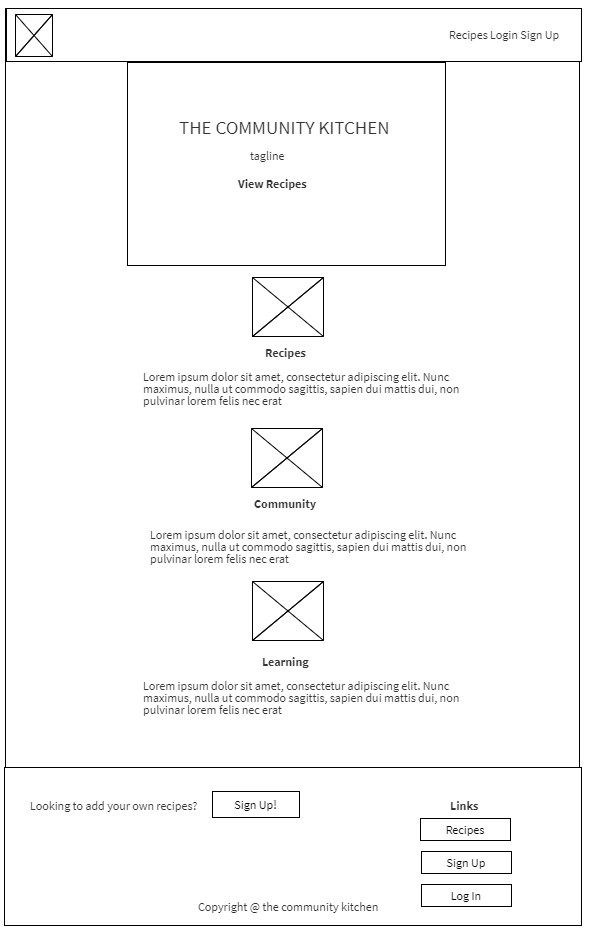 Recipes Login Sign Up
THE COMMUNITY KITCHEN
tagline
View Recipes
Recipes
Lorem ipsum dolor sit amet, consectetur adipiscing elit. Nunc
maximus, nulla ut commodo sagittis, sapien dui mattis dui, non
pulvinar lorem felis nec erat
Community
Lorem ipsum dolor sit amet, consectetur adipiscing elit. Nunc
maximus, nulla ut commodo sagittis, sapien dui mattis dui, non
pulvinar lorem felis nec erat
Learning
Lorem ipsum dolor sit amet, consectetur adipiscing elit. Nunc
maximus, nulla ut commodo sagittis, sapien dui mattis dui, non
pulvinar lorem felis nec erat
Looking to add your own recipes?
Sign Up!
Links
Recipes
Sign Up
Log In
Copyright @ the community kitchen